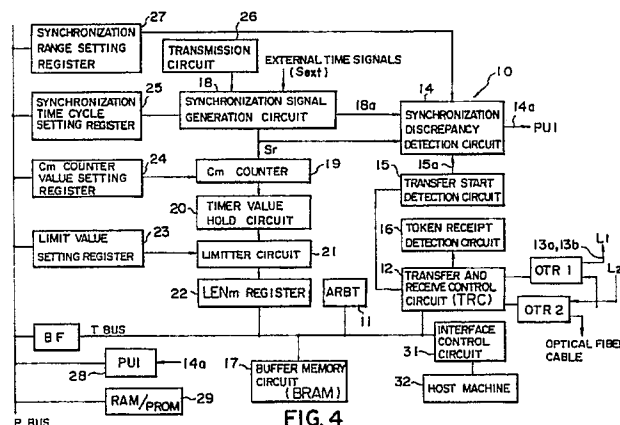 27
SYNCHRONIZATION
RANGE SETTING
REGISTER
26
TRANSMISSION
CIRCUIT
EXTERNAL TIME SIGNALS
(Sext)
10
25
SYNCHRONIZATION
TIME CYCLE
SETTING REGISTER
18
SYNCHRONIZATION SIGNAL
GENERATION CIRCUIT
18a
14
SYNCHRONIZATION
DISCREPANCY
DETECTION CIRCUIT
14a
PU1
Sr
24
Cm COUNTER
VALUE SETTING
REGISTER
Cm COUNTER
19
15
15a
TRANSFER START
DETECTION CIRCUIT
20
TIMER VALUE
HOLD CIRCUIT
16
TOKEN RECEIPT
DETECTION CIRCUIT
13a, 13b
L1
LIMIT VALUE
SETTING REGISTER
23
LIMITTER CIRCUIT
21
12
TRANSFER AND
RECEIVE CONTROL
CIRCUIT (TRC)
OTR 1
L2
22
LENm REGISTER
ARBT
11
OTR 2
BF
T BUS
31
INTERFACE
CONTROL
CIRCUIT
OPTICAL FIBER
CABLE
PU1
14a
28
17
BUFFER MEMORY
CIRCUIT
(BRAM)
32
HOST MACHINE
RAM/PROM
29
P BUS
FIG. 4